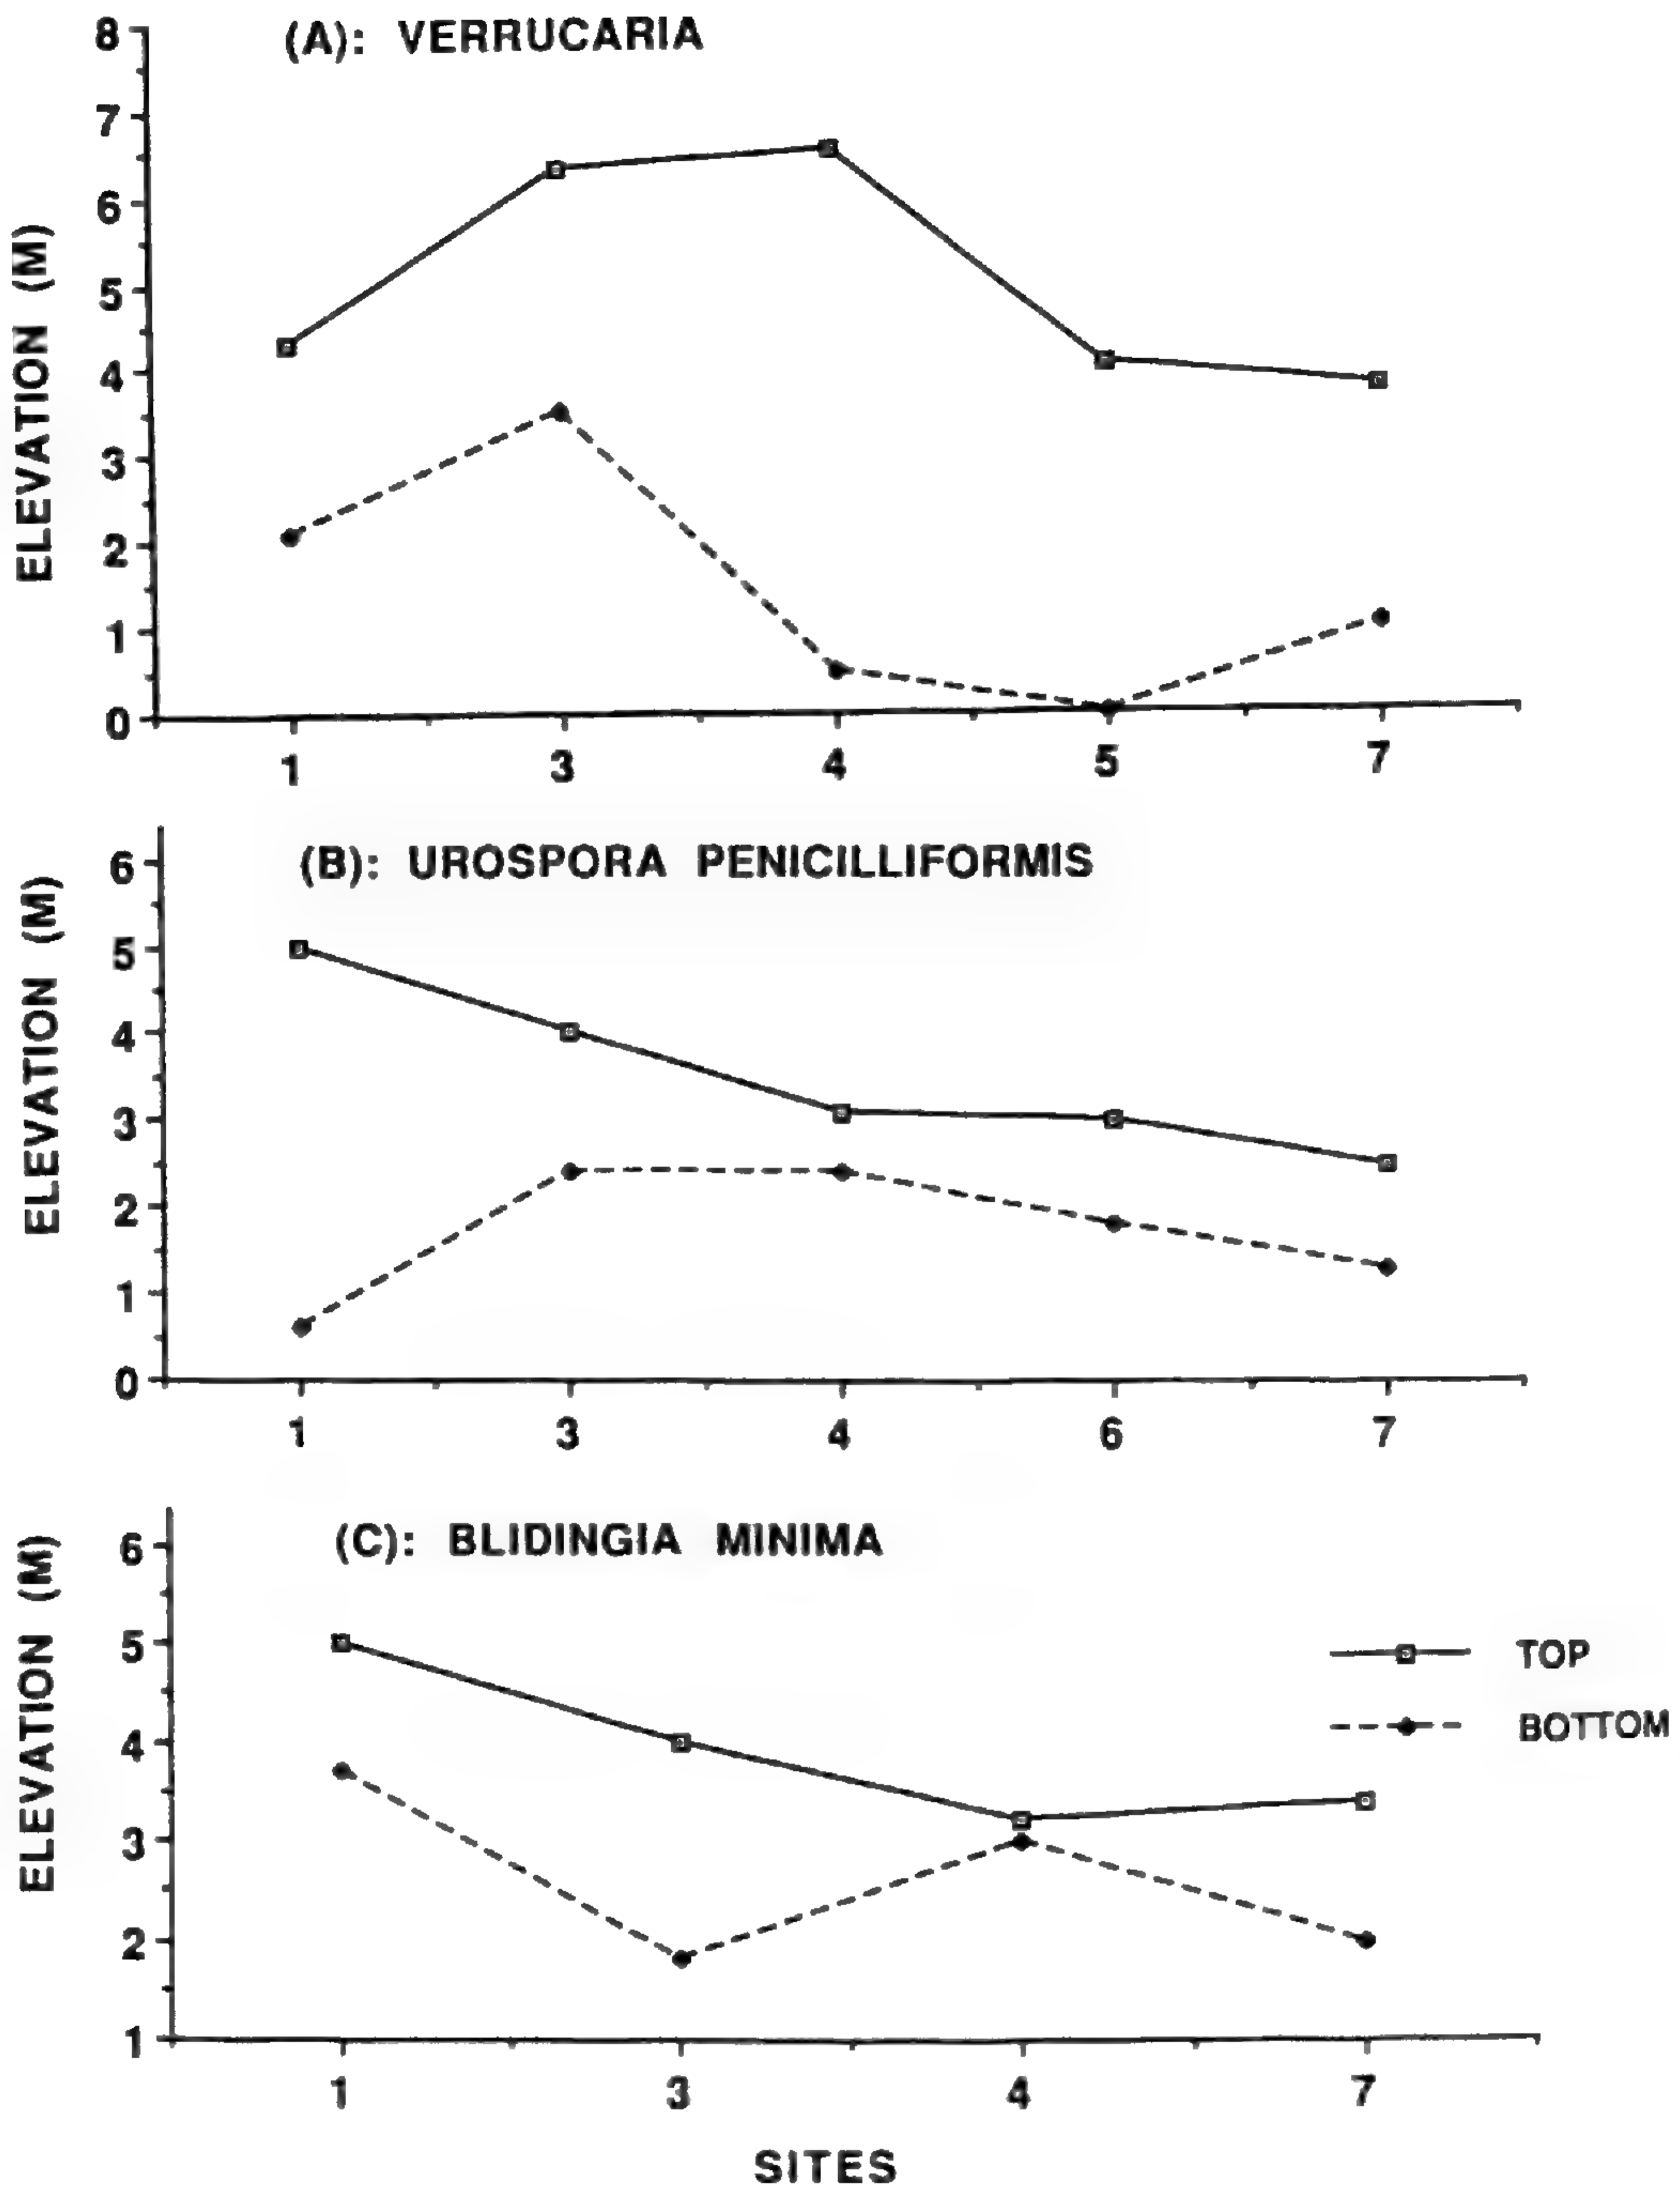 (A): VERRUCARIA
ELEVATION (M)
8
7
6
5
4
3
2
1
0
1 3 4 5 7
(B): UROSPORA PENICILLIFORMIS
ELEVATION (M)
6
5
4
3
2
1
0
1 3 4 6 7
(C): BLIDINGIA MINIMA
ELEVATION (M)
6
5
4
3
2
1
TOP
BOTTOM
1 3 4 7
SITES